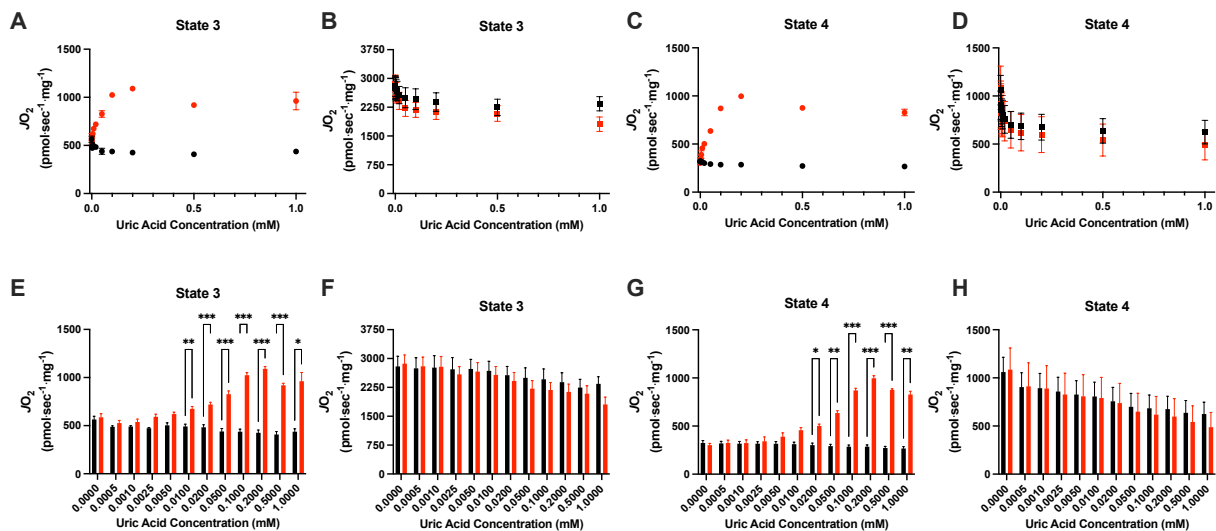 A
State 3
1500
1000
500
0
JO2
(pmol·sec-1·mg-1)
0.0
0.5
1.0
Uric Acid Concentration (mM)
B
State 3
3750
3000
2250
1500
750
0
JO2
(pmol·sec-1·mg-1)
0.0
0.5
1.0
Uric Acid Concentration (mM)
C
State 4
1500
1000
500
0
JO2
(pmol·sec-1·mg-1)
0.0
0.5
1.0
Uric Acid Concentration (mM)
D
State 4
1500
1000
500
0
JO2
(pmol·sec-1·mg-1)
0.0
0.5
1.0
Uric Acid Concentration (mM)
E
State 3
1500
1000
500
0
JO2
(pmol·sec-1·mg-1)
**
***
***
***
***
***
*
0.0000
0.0005
0.0010
0.0025
0.0050
0.0100
0.0200
0.0500
0.1000
0.2000
0.5000
1.0000
Uric Acid Concentration (mM)
F
State 3
3750
3000
2250
1500
750
0
JO2
(pmol·sec-1·mg-1)
0.0000
0.0005
0.0010
0.0025
0.0050
0.0100
0.0200
0.0500
0.1000
0.2000
0.5000
1.0000
Uric Acid Concentration (mM)
G
State 4
1500
1000
500
0
JO2
(pmol·sec-1·mg-1)
*
**
***
***
***
**
0.0000
0.0005
0.0010
0.0025
0.0050
0.0100
0.0200
0.0500
0.1000
0.2000
0.5000
1.0000
Uric Acid Concentration (mM)
H
State 4
1500
1000
500
0
JO2
(pmol·sec-1·mg-1)
0.0000
0.0005
0.0010
0.0025
0.0050
0.0100
0.0200
0.0500
0.1000
0.2000
0.5000
1.0000
Uric Acid Concentration (mM)